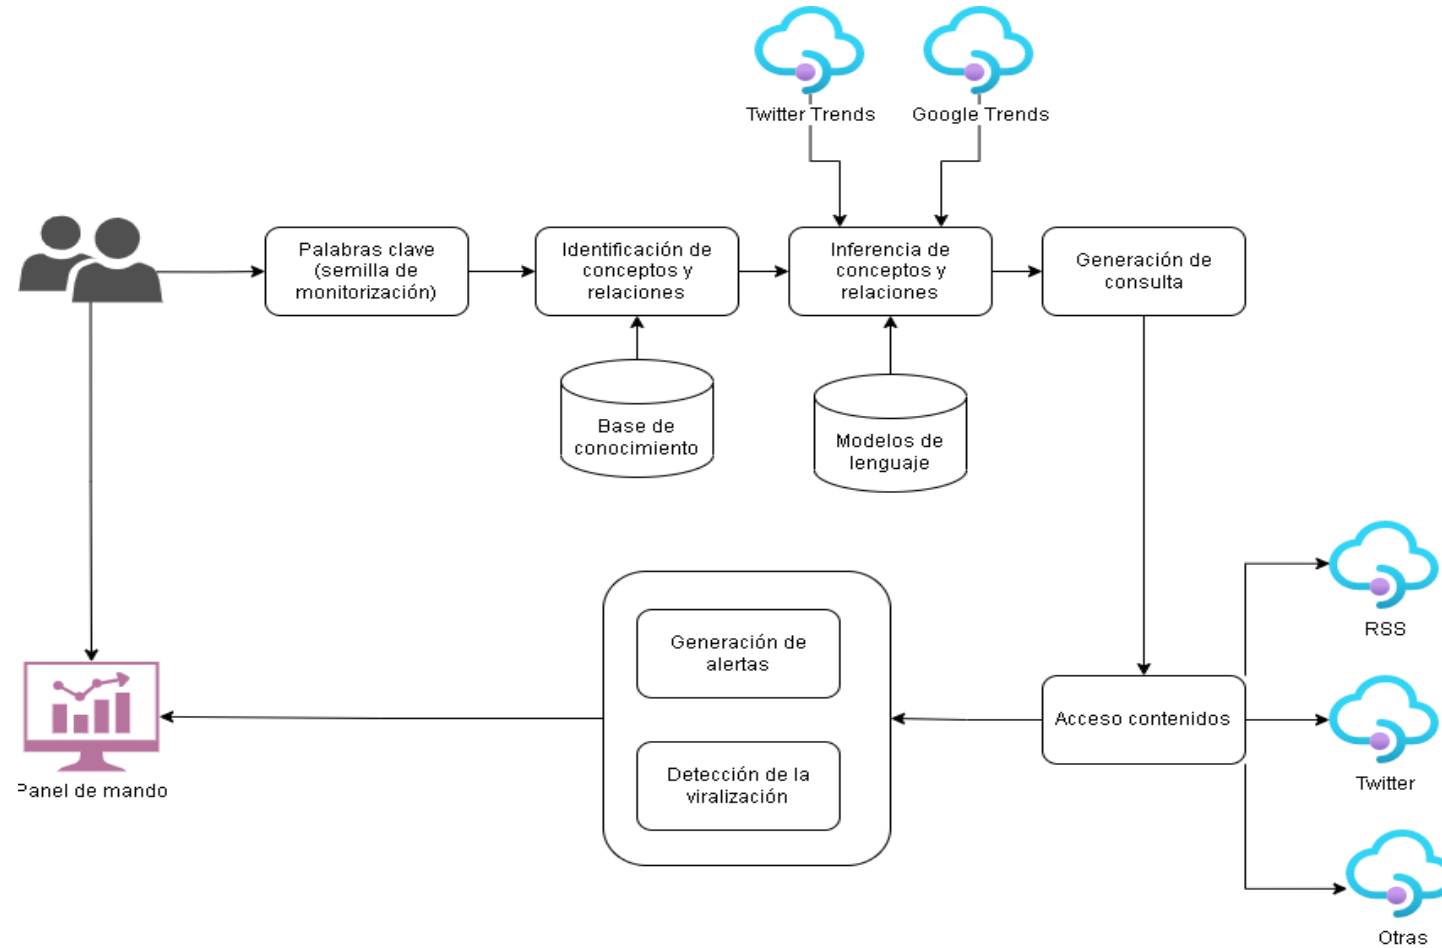 Twitter Trends
Google Trends
Palabras clave
(semilla de
monitorización)
Identificación de
conceptos y
relaciones
Inferencia de
conceptos y
relaciones
Generación de
consulta
Base de
conocimiento
Modelos de
lenguaje
RSS
Generación de
alertas
Acceso contenidos
Detección de la
viralización
Twitter
Panel de mando
Otras